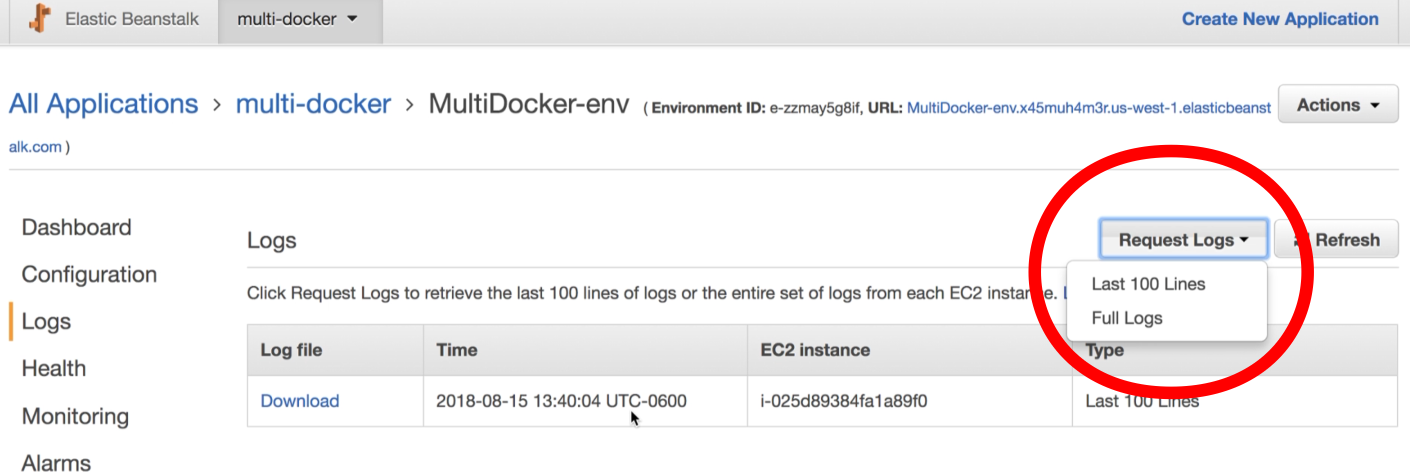 Elastic Beanstalk multi-docker Create New Application
All Applications > multi-docker > MultiDocker-env ( Environment ID: e-zzmay5g8if, URL: MultiDocker-env.x45muh4m3r.us-west-1.elasticbeanst Actions
alk.com )
Dashboard
Configuration
Logs
Health
Monitoring
Alarms
Logs Request Logs Refresh
Last 100 Lines
Full Logs
Click Request Logs to retrieve the last 100 lines of logs or the entire set of logs from each EC2 instance.
Log file Time EC2 instance Type
Download 2018-08-15 13:40:04 UTC-0600 i-025d89384fa1a89f0 Last 100 Lines